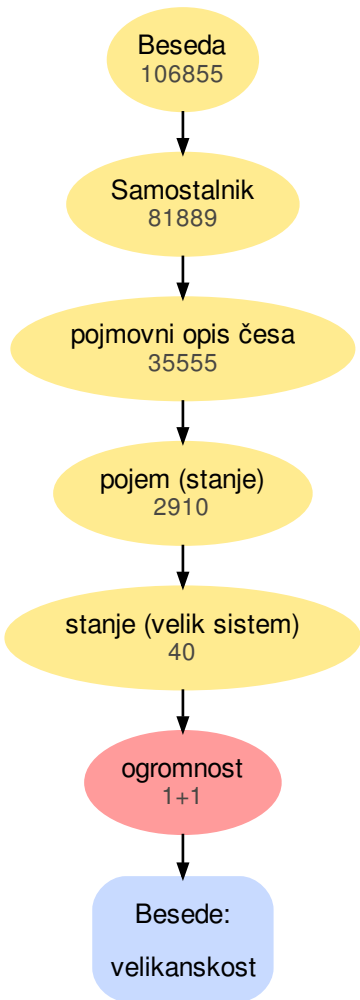 Beseda
106855
Samostalnik
81889
pojmovni opis česa
35555
pojem (stanje)
2910
stanje (velik sistem)
40
ogromnost
1+1
Besede:
velikanskost